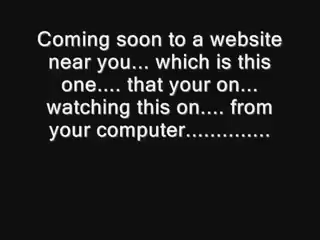 Coming soon to a website
near you... which is this
one.... that your on...
watching this on.... from
your computer..............